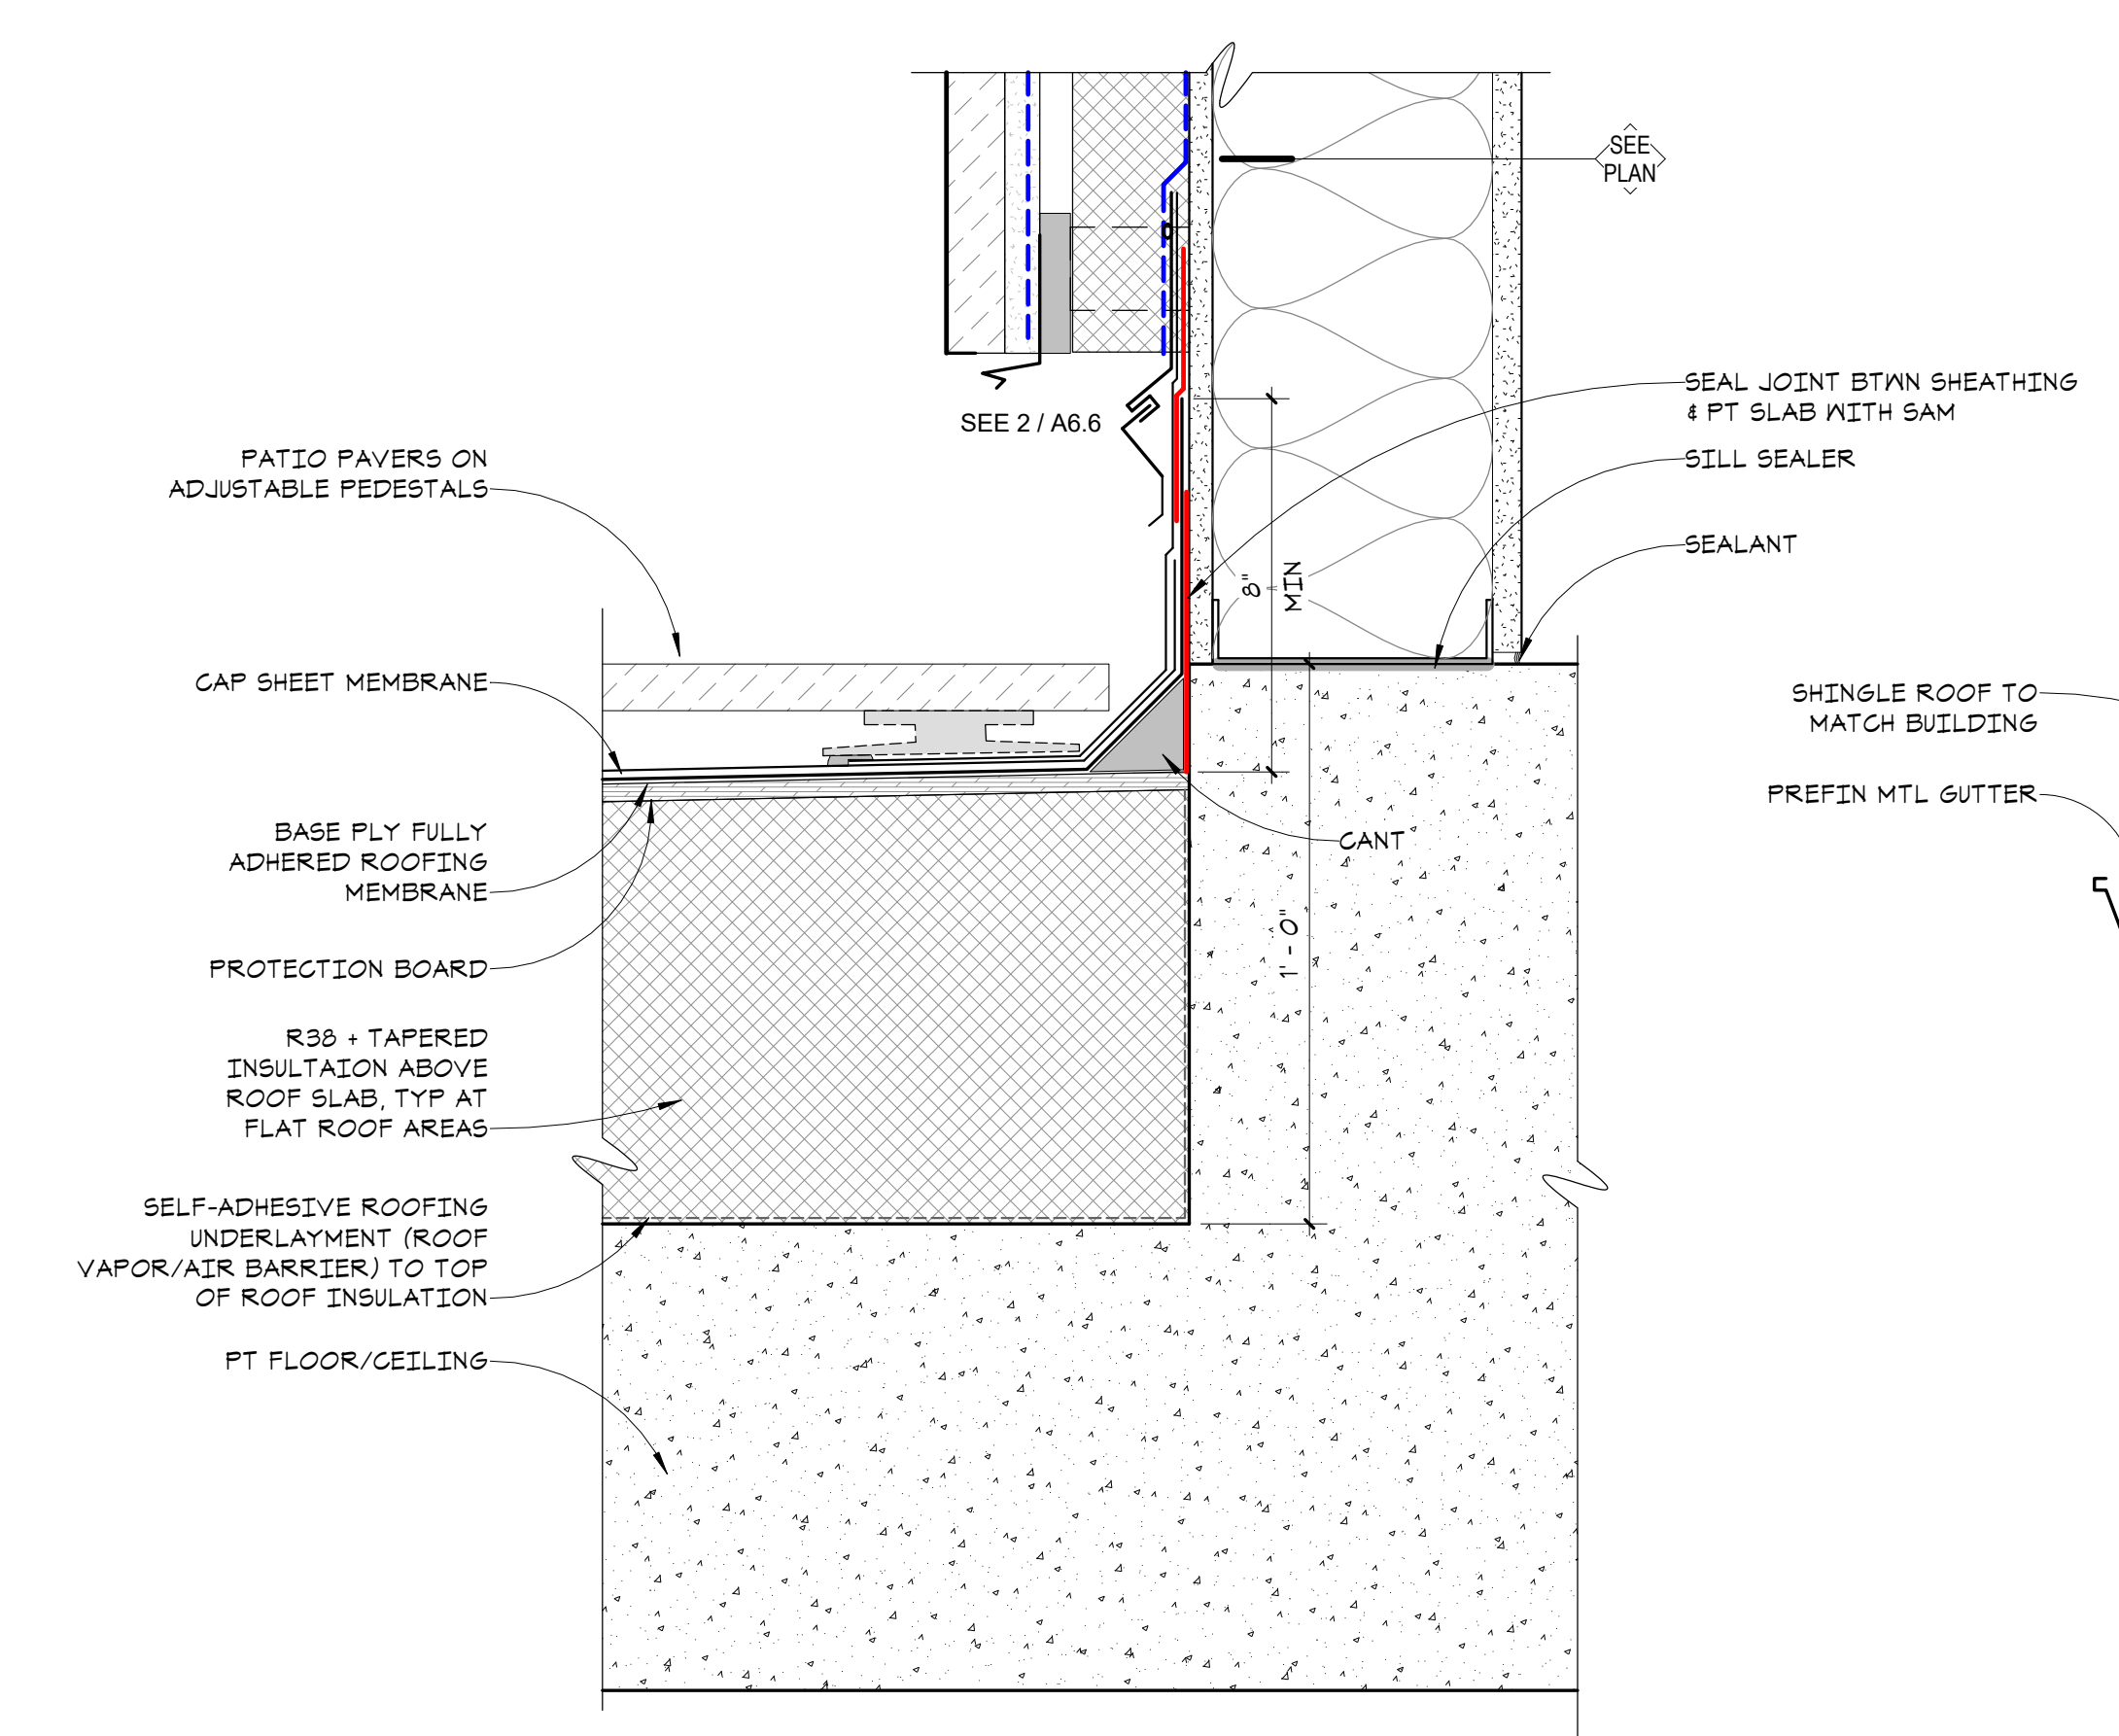 SEE
PLAN
SEAL JOINT BTWN SHEATHING
& PT SLAB WITH SAM
SEE 2 / A6.6
PATIO PAVERS ON
ADJUSTABLE PEDESTALS
SILL SEALER
SEALANT
8"
MIN
CAP SHEET MEMBRANE
SHINGLE ROOF TO
MATCH BUILDING
PREFIN MTL GUTTER
BASE PLY FULLY
ADHERED ROOFING
MEMBRANE
CANT
PROTECTION BOARD
1' - 0"
R38 + TAPERED
INSULTAION ABOVE
ROOF SLAB, TYP AT
FLAT ROOF AREAS
SELF-ADHESIVE ROOFING
UNDERLAYMENT (ROOF
VAPOR/AIR BARRIER) TO TOP
OF ROOF INSULATION
PT FLOOR/CEILING